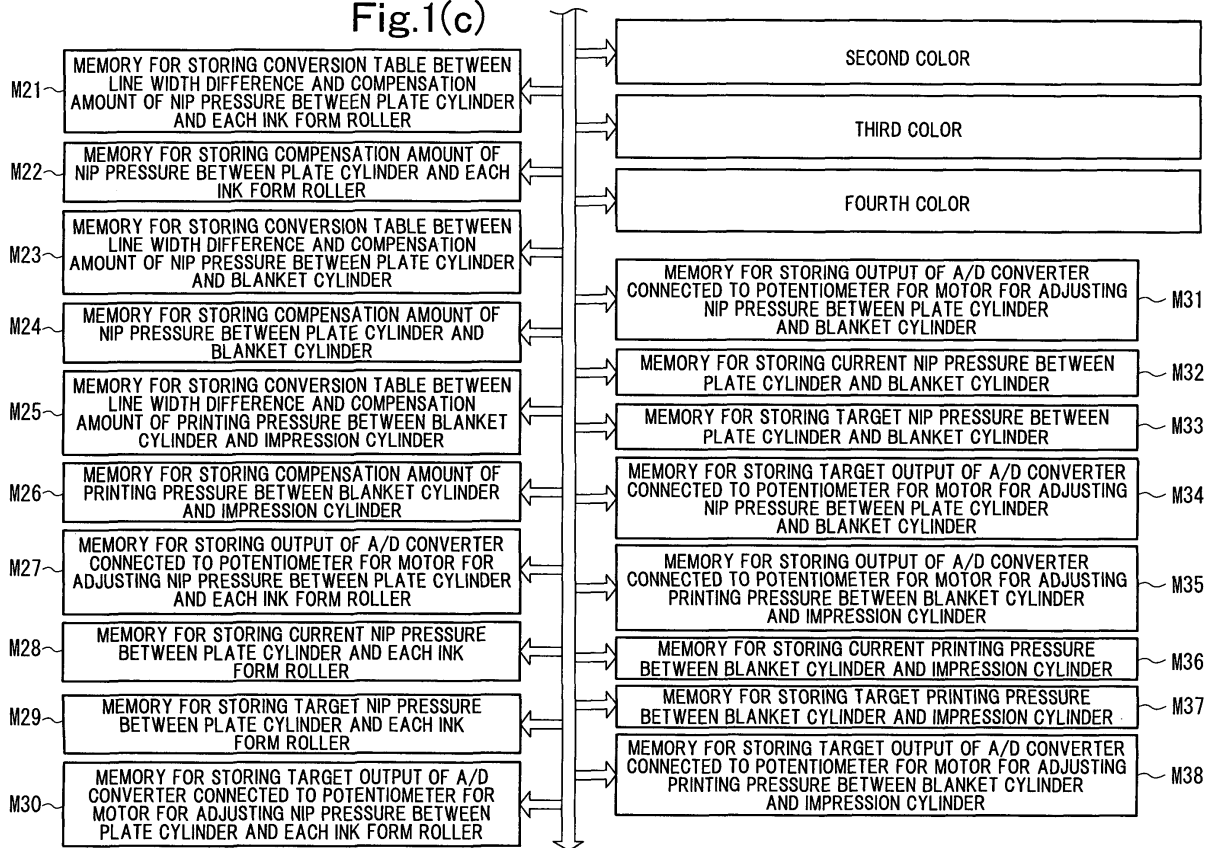 Fig.1(c)
M21
MEMORY FOR STORING CONVERSION TABLE BETWEEN
LINE WIDTH DIFFERENCE AND COMPENSATION
AMOUNT OF NIP PRESSURE BETWEEN PLATE CYLINDER
AND EACH INK FORM ROLLER
M22
MEMORY FOR STORING COMPENSATION AMOUNT OF
NIP PRESSURE BETWEEN PLATE CYLINDER AND EACH
INK FORM ROLLER
M23
MEMORY FOR STORING CONVERSION TABLE BETWEEN
LINE WIDTH DIFFERENCE AND COMPENSATION
AMOUNT OF NIP PRESSURE BETWEEN PLATE CYLINDER
AND BLANKET CYLINDER
M24
MEMORY FOR STORING COMPENSATION AMOUNT OF
NIP PRESSURE BETWEEN PLATE CYLINDER AND
BLANKET CYLINDER
M25
MEMORY FOR STORING CONVERSION TABLE BETWEEN
LINE WIDTH DIFFERENCE AND COMPENSATION
AMOUNT OF PRINTING PRESSURE BETWEEN BLANKET
CYLINDER AND IMPRESSION CYLINDER
M26
MEMORY FOR STORING COMPENSATION AMOUNT OF
PRINTING PRESSURE BETWEEN BLANKET CYLINDER
AND IMPRESSION CYLINDER
M27
MEMORY FOR STORING OUTPUT OF A/D CONVERTER
CONNECTED TO POTENTIOMETER FOR MOTOR FOR
ADJUSTING NIP PRESSURE BETWEEN PLATE CYLINDER
AND EACH INK FORM ROLLER
M28
MEMORY FOR STORING CURRENT NIP PRESSURE
BETWEEN PLATE CYLINDER AND EACH INK
FORM ROLLER
M29
MEMORY FOR STORING TARGET NIP PRESSURE
BETWEEN PLATE CYLINDER AND EACH INK
FORM ROLLER
M30
MEMORY FOR STORING TARGET OUTPUT OF A/D
CONVERTER CONNECTED TO POTENTIOMETER FOR
MOTOR FOR ADJUSTING NIP PRESSURE BETWEEN
PLATE CYLINDER AND EACH INK FORM ROLLER
SECOND COLOR
THIRD COLOR
FOURTH COLOR
MEMORY FOR STORING OUTPUT OF A/D CONVERTER
CONNECTED TO POTENTIOMETER FOR MOTOR FOR ADJUSTING
NIP PRESSURE BETWEEN PLATE CYLINDER
AND BLANKET CYLINDER
M31
MEMORY FOR STORING CURRENT NIP PRESSURE BETWEEN
PLATE CYLINDER AND BLANKET CYLINDER
M32
MEMORY FOR STORING TARGET NIP PRESSURE BETWEEN
PLATE CYLINDER AND BLANKET CYLINDER
M33
MEMORY FOR STORING TARGET OUTPUT OF A/D CONVERTER
CONNECTED TO POTENTIOMETER FOR MOTOR FOR ADJUSTING
NIP PRESSURE BETWEEN PLATE CYLINDER
AND BLANKET CYLINDER
M34
MEMORY FOR STORING OUTPUT OF A/D CONVERTER
CONNECTED TO POTENTIOMETER FOR MOTOR FOR ADJUSTING
PRINTING PRESSURE BETWEEN BLANKET CYLINDER
AND IMPRESSION CYLINDER
M35
MEMORY FOR STORING CURRENT PRINTING PRESSURE
BETWEEN BLANKET CYLINDER AND IMPRESSION CYLINDER
M36
MEMORY FOR STORING TARGET PRINTING PRESSURE
BETWEEN BLANKET CYLINDER AND IMPRESSION CYLINDER
M37
MEMORY FOR STORING TARGET OUTPUT OF A/D CONVERTER
CONNECTED TO POTENTIOMETER FOR MOTOR FOR ADJUSTING
PRINTING PRESSURE BETWEEN BLANKET CYLINDER
AND IMPRESSION CYLINDER
M38